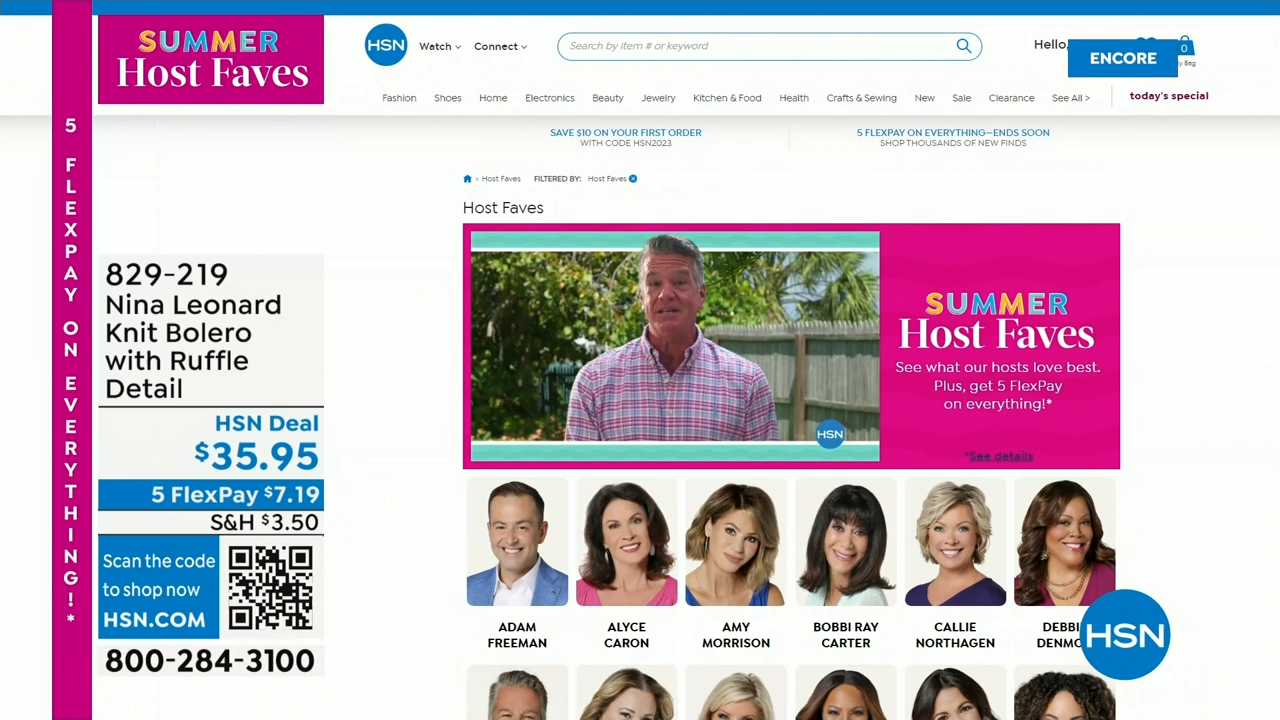 5 FLEXPAY ON EVERYTHING!*
SUMMER
Host Faves
HSN
Watch
Connect
Search by item # or keyword
Hello,
ENCORE
0
y Bag
Fashion
Shoes
Home
Electronics
Beauty
Jewelry
Kitchen & Food
Health
Crafts & Sewing
New
Sale
Clearance
See All >
today's special
SAVE $10 ON YOUR FIRST ORDER
WITH CODE HSN2023
5 FLEXPAY ON EVERYTHING—ENDS SOON
SHOP THOUSANDS OF NEW FINDS
> Host Faves
FILTERED BY: Host Faves
Host Faves
829-219
Nina Leonard
Knit Bolero
with Ruffle
Detail
HSN Deal
$35.95
5 FlexPay $7.19
S&H $3.50
Scan the code
to shop now
HSN.COM
800-284-3100
HSN
SUMMER
Host Faves
See what our hosts love best.
Plus, get 5 FlexPay
on everything!*
*See details
ADAM
FREEMAN
ALYCE
CARON
AMY
MORRISON
BOBBI RAY
CARTER
CALLIE
NORTHAGEN
DEBBI
DENMO
HSN